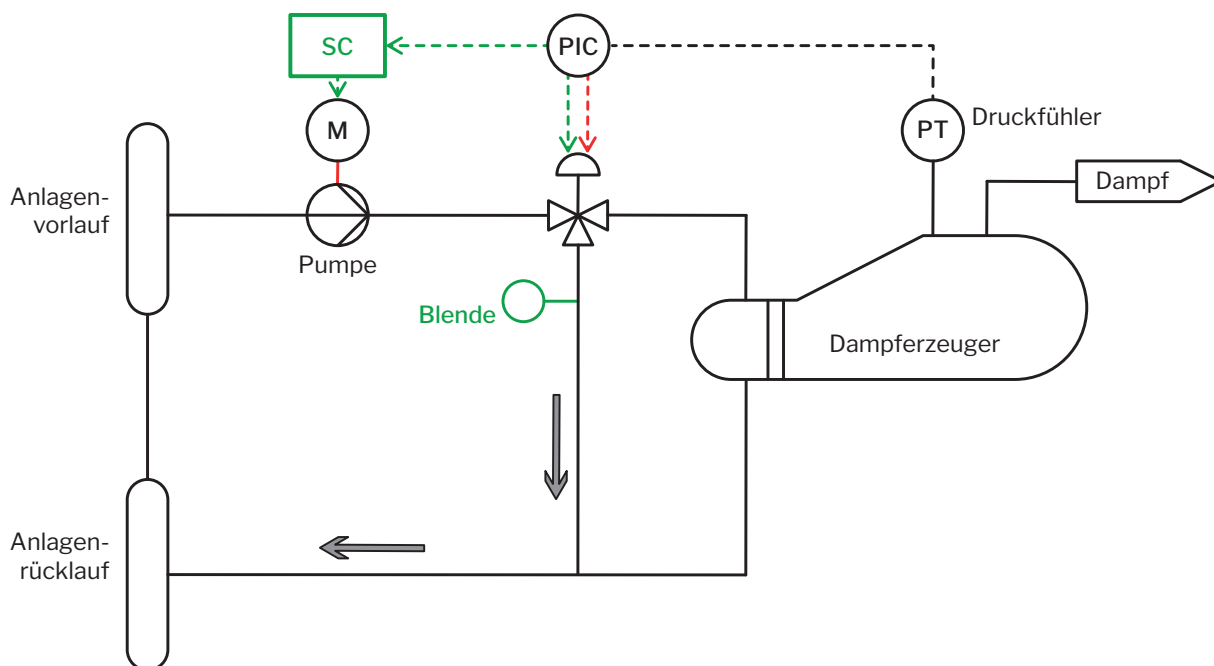 SC
PIC
M
PT
Druckfühler
Dampf
Anlagen-
vorlauf
Pumpe
Blende
Dampferzeuger
Anlagen-
rücklauf